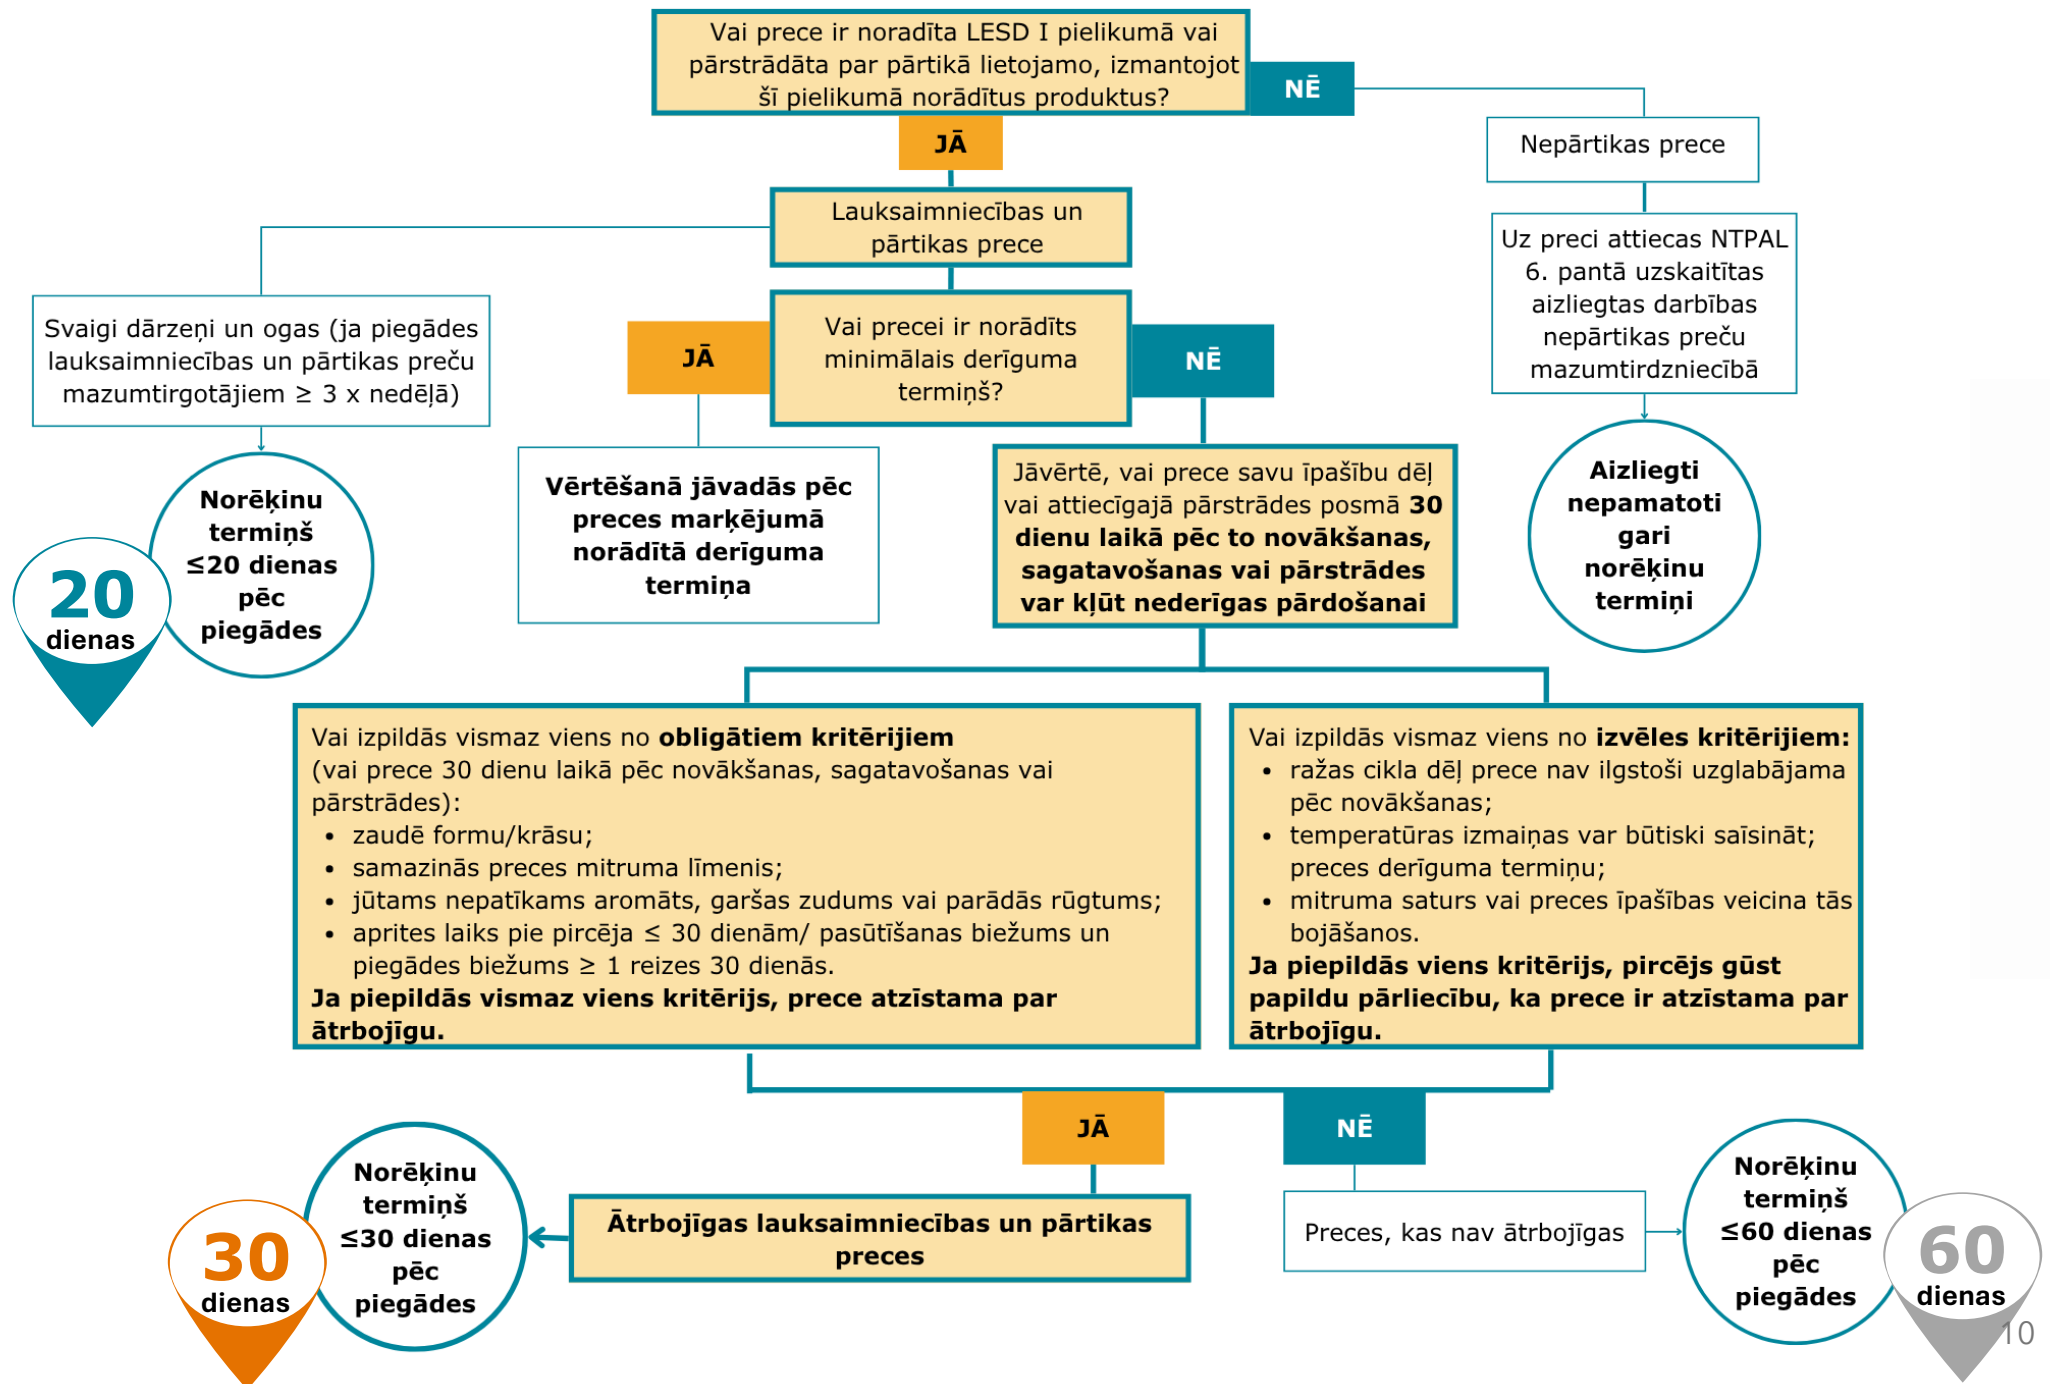 Vai prece ir noradīta LESD I pielikumā vai
pārstrādāta par pārtikā lietojamo, izmantojot
šī pielikumā norādītus produktus?
NĒ
JĀ
Nepārtikas prece
Lauksaimniecības un
pārtikas prece
Uz preci attiecas NTPAL
6. pantā uzskaitītas
aizliegtas darbības
nepārtikas preču
mazumtirdzniecībā
Svaigi dārzeņi un ogas (ja piegādes
lauksaimniecības un pārtikas preču
mazumtirgotājiem ≥ 3 x nedēļā)
JĀ
Vai precei ir norādīts
minimālais derīguma
termiņš?
NĒ
Vērtēšanā jāvadās pēc
preces marķējumā
norādītā derīguma
termiņa
Jāvērtē, vai prece savu īpašību dēļ
vai attiecīgajā pārstrādes posmā 30
dienu laikā pēc to novākšanas,
sagatavošanas vai pārstrādes
var kļūt nederīgas pārdošanai
Aizliegti
nepamatoti
gari
norēķinu
termiņi
Norēķinu
termiņš
≤20 dienas
pēc
piegādes
20
dienas
Vai izpildās vismaz viens no obligātiem kritērijiem
(vai prece 30 dienu laikā pēc novākšanas, sagatavošanas vai
pārstrādes):
• zaudē formu/krāsu;
• samazinās preces mitruma līmenis;
• jūtams nepatīkams aromāts, garšas zudums vai parādās rūgtums;
• aprites laiks pie pircēja ≤ 30 dienām/ pasūtīšanas biežums un
piegādes biežums ≥ 1 reizes 30 dienās.
Ja piepildās vismaz viens kritērijs, prece atzīstama par
ātrbojīgu.
Vai izpildās vismaz viens no izvēles kritērijiem:
• ražas cikla dēļ prece nav ilgstoši uzglabājama
pēc novākšanas;
• temperatūras izmaiņas var būtiski saīsināt;
preces derīguma termiņu;
• mitruma saturs vai preces īpašības veicina tās
bojāšanos.
Ja piepildās viens kritērijs, pircējs gūst
papildu pārliecību, ka prece ir atzīstama par
ātrbojīgu.
JĀ
NĒ
Norēķinu
termiņš
≤30 dienas
pēc
piegādes
30
dienas
Ātrbojīgas lauksaimniecības un pārtikas
preces
Preces, kas nav ātrbojīgas
Norēķinu
termiņš
≤60 dienas
pēc
piegādes
60
dienas
10